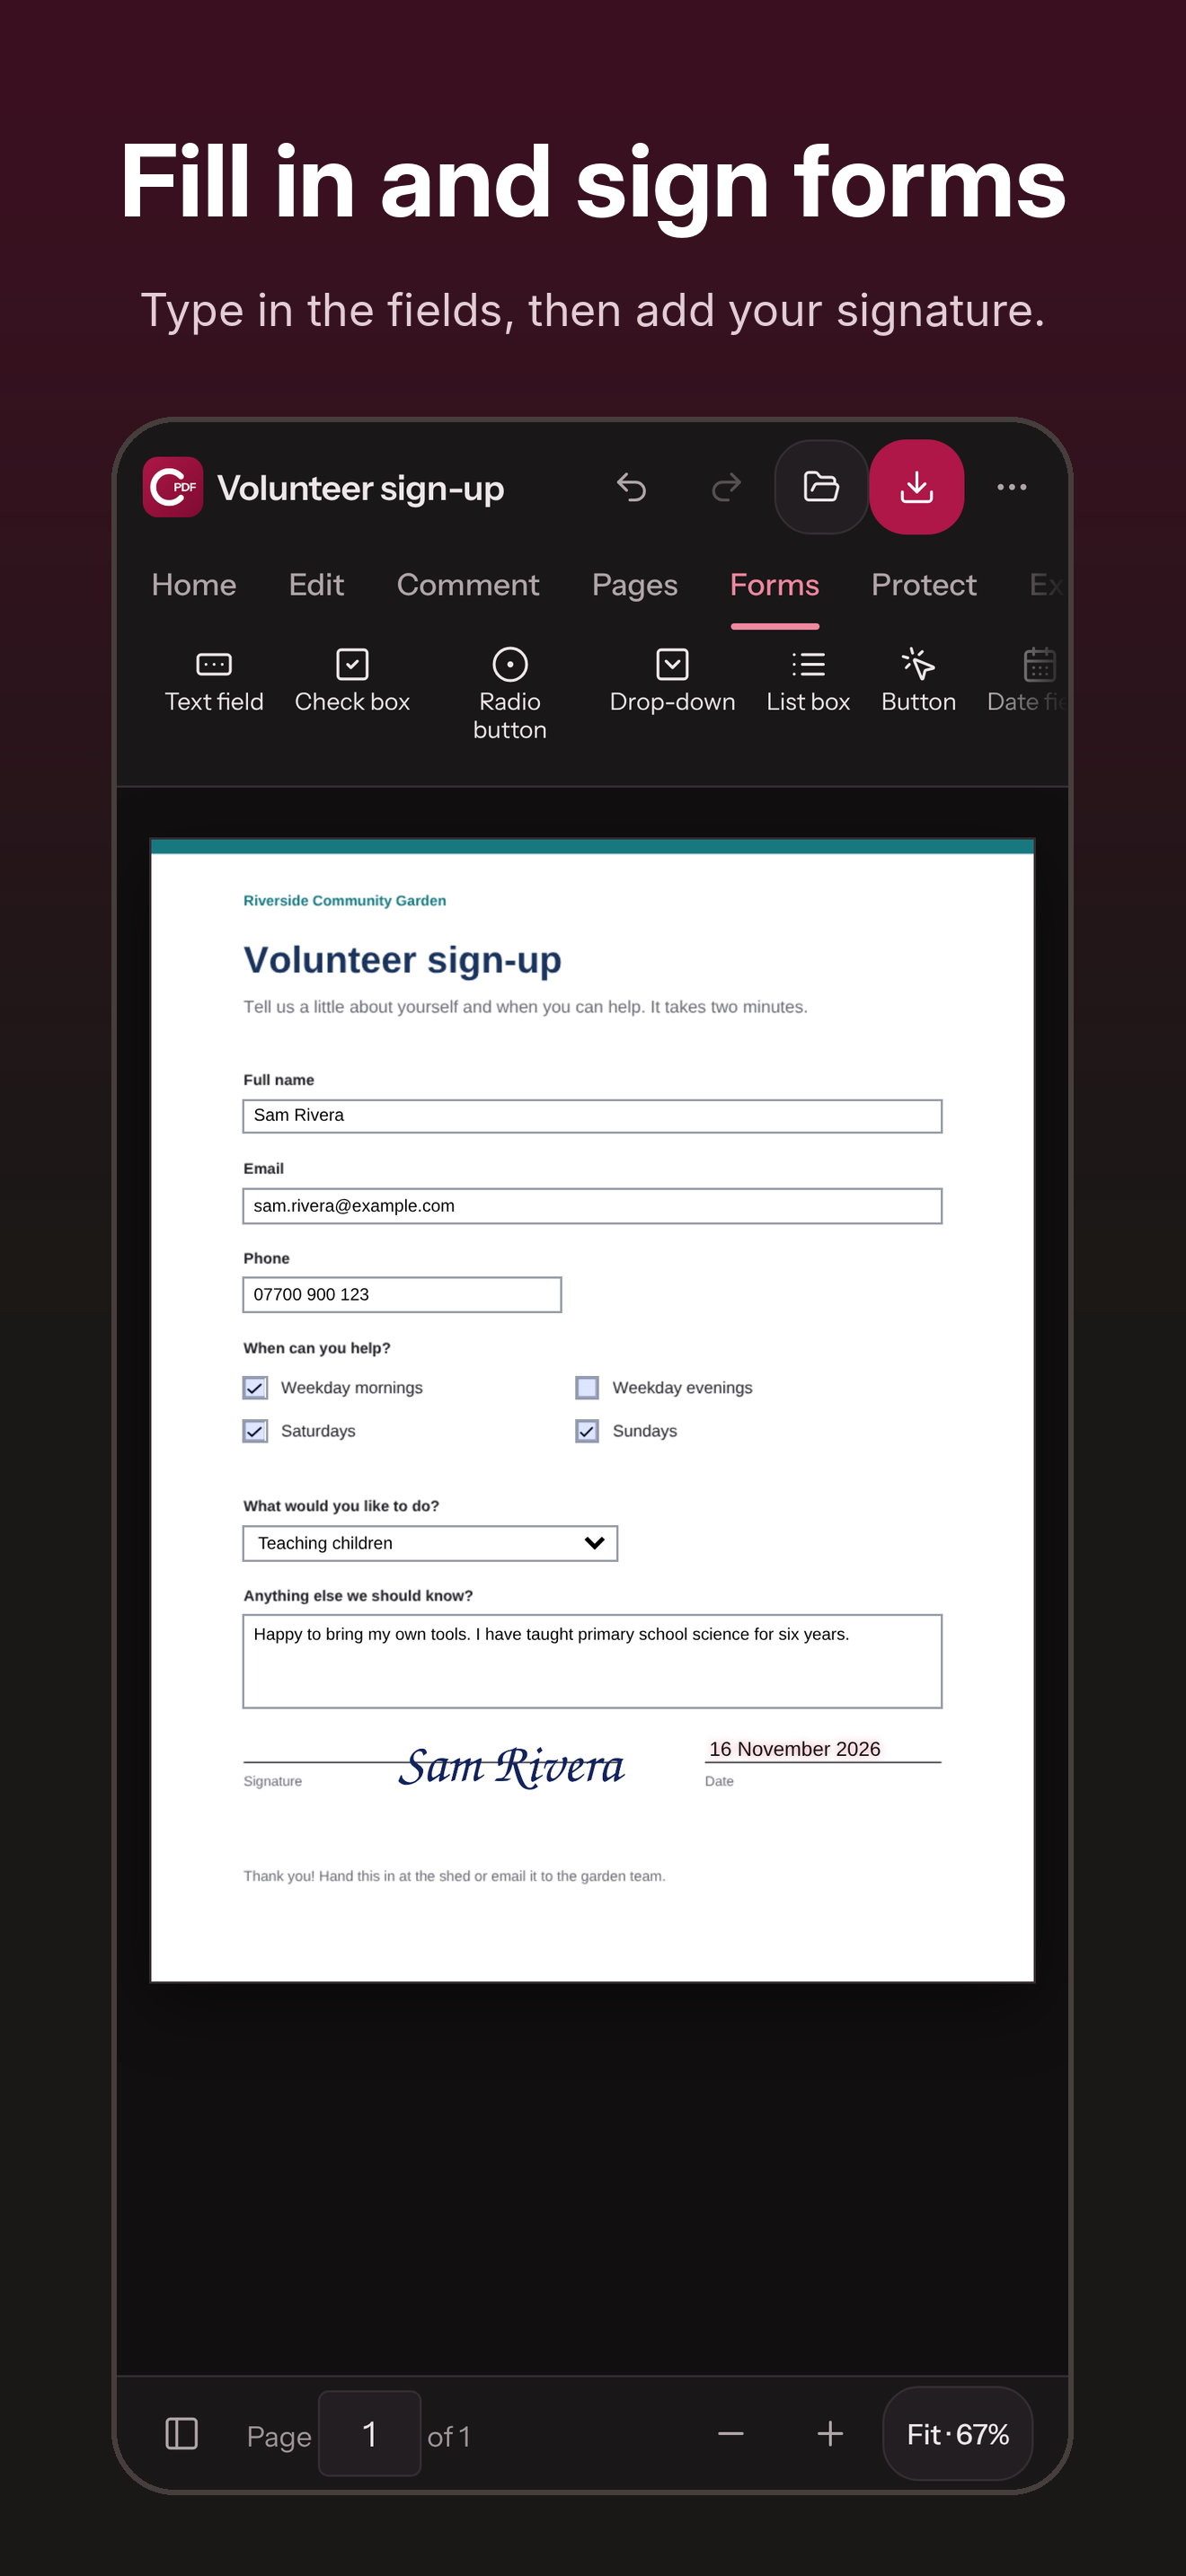 Fill in and sign forms
Type in the fields, then add your signature.
C PDF Volunteer sign-up
Home Edit Comment Pages Forms Protect Ex
Text field Check box Radio button Drop-down List box Button Date fie
Riverside Community Garden
Volunteer sign-up
Tell us a little about yourself and when you can help. It takes two minutes.
Full name
Sam Rivera
Email
sam.rivera@example.com
Phone
07700 900 123
When can you help?
Weekday mornings Weekday evenings
Saturdays Sundays
What would you like to do?
Teaching children
Anything else we should know?
Happy to bring my own tools. I have taught primary school science for six years.
Sam Rivera 16 November 2026
Signature Date
Thank you! Hand this in at the shed or email it to the garden team.
Page 1 of 1 Fit · 67%